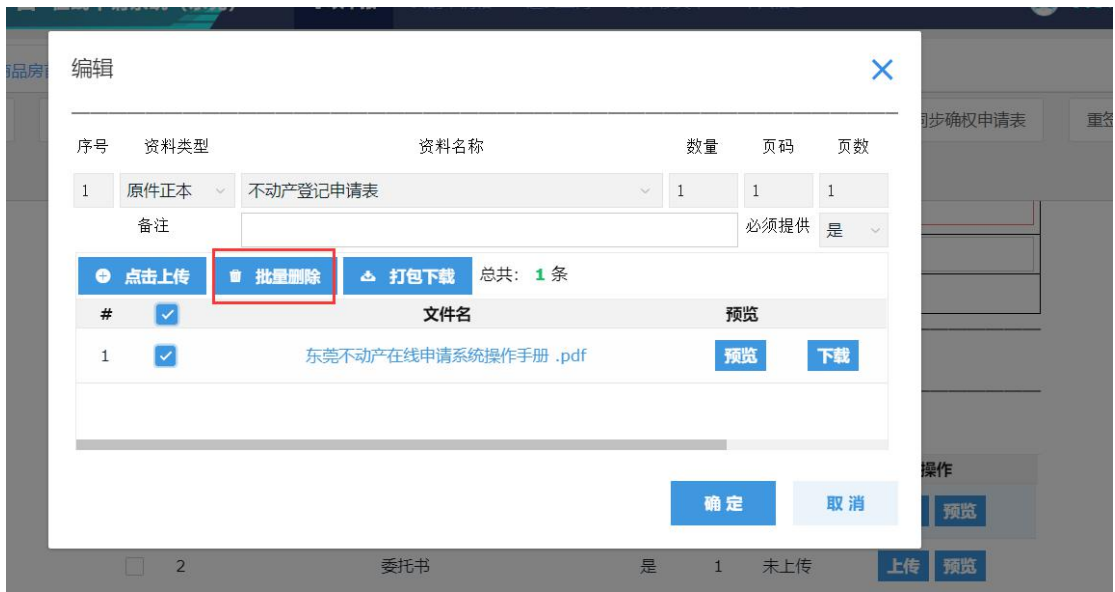 编辑
序号 资料类型 资料名称 数量 页码 页数
1 原件正本 不动产登记申请表 1 1 1
备注 必须提供 是
点击上传 批量删除 打包下载 总共: 1 条
# 文件名 预览
1 东莞不动产在线申请系统操作手册 .pdf 预览 下载
确定 取消
步确权申请表
操作
预览
2 委托书 是 1 未上传 上传 预览